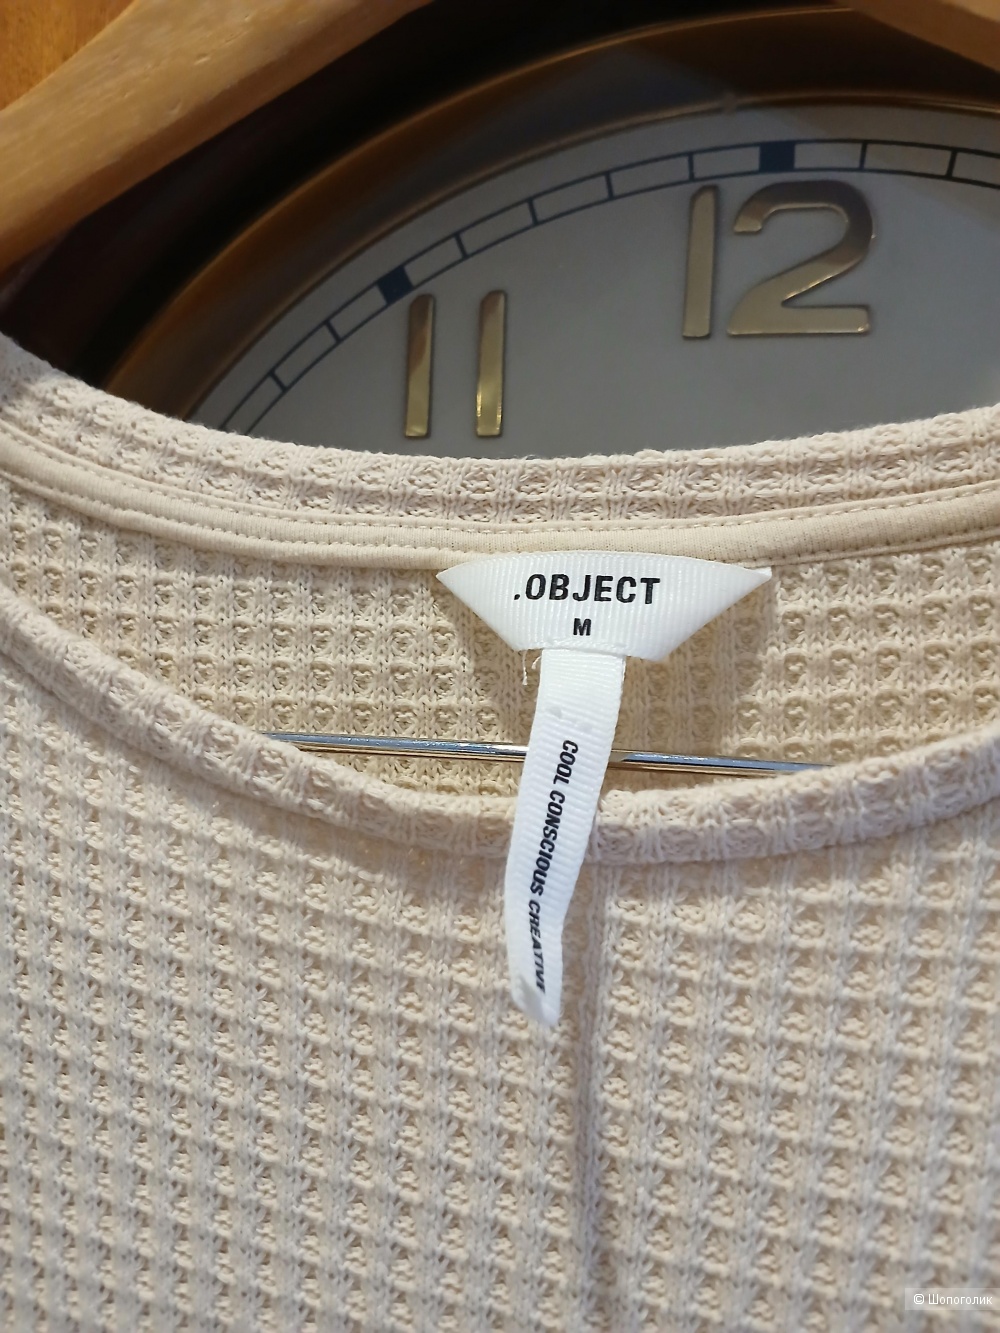 11
12
.OBJECT
M
COOL CONSCIOUS CREATIVE
© Шопоголик